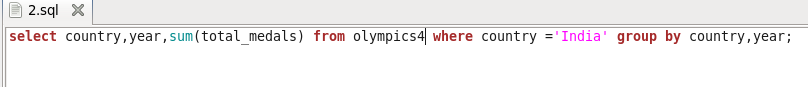 2.sql
select country,year,sum(total_medals) from olympics4 where country ='India' group by country,year;